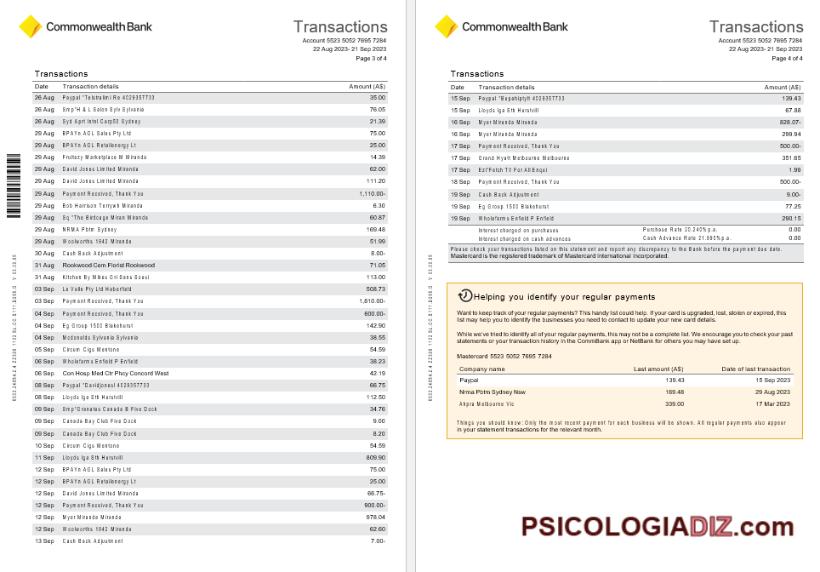 CommonwealthBank
Transactions
Account 5523 5052 7695 7284
22 Aug 2023- 21 Sep 2023
Page 3 of 4
Transactions
Date Transaction details Amount (A$)
26 Aug Paypal *Telstralimi Ro 4029357733 35.00
26 Aug Smp*H & L Salon Sylv Sylvania 76.05
26 Aug Syd Aprt Intel Carp53 Sydney 21.39
29 Aug BPAYn AGL Sales Pty Ltd 75.00
29 Aug BPAYn AGL Retailenergy Lt 25.00
29 Aug Fruitezy Marketplace M Miranda 14.39
29 Aug David Jones Limited Miranda 62.00
29 Aug David Jones Limited Miranda 111.20
29 Aug Payment Received, Thank You 1,110.00-
29 Aug Bob Harrison Terrywh Miranda 6.30
29 Aug Sq *The Birdcage Miran Miranda 60.87
29 Aug NRMA Pbtm Sydney 169.48
29 Aug Woolworths 1942 Miranda 51.99
30 Aug Cash Back Adjustment 8.00-
31 Aug Rookwood Cem Florist Rookwood 71.05
31 Aug Kitchen By Mileu Cri Sans Souci 113.00
03 Sep La Valle Pty Ltd Haberfield 508.73
03 Sep Payment Received, Thank You 1,610.00-
04 Sep Payment Received, Thank You 600.00-
04 Sep Eg Group 1500 Blakehurst 142.90
04 Sep Mcdonalds Sylvania Sylvania 38.55
05 Sep Circum Cigs Montone 54.59
06 Sep Wholefarms Enfield P Enfield 38.23
06 Sep Con Hosp Med Ctr Phcy Concord West 42.19
08 Sep Paypal *Davidjonesl 4029357733 66.75
08 Sep Lloyds Iga Sth Hurstvill 112.50
09 Sep Smp*Grenates Canada B Five Dock 34.76
09 Sep Canada Bay Club Five Dock 9.00
09 Sep Canada Bay Club Five Dock 8.20
10 Sep Circum Cigs Montone 54.59
11 Sep Lloyds Iga Sth Hurstvill 809.90
12 Sep BPAYn AGL Sales Pty Ltd 75.00
12 Sep BPAYn AGL Retailenergy Lt 25.00
12 Sep David Jones Limited Miranda 66.75-
12 Sep Payment Received, Thank You 900.00-
12 Sep Myer Miranda Miranda 978.04
12 Sep Woolworths 1942 Miranda 62.60
13 Sep Cash Back Adjustment 7.00-
CommonwealthBank
Transactions
Account 5523 5052 7695 7284
22 Aug 2023- 21 Sep 2023
Page 4 of 4
Transactions
Date Transaction details Amount (A$)
15 Sep 4029357733 139.43
15 Sep Lloyds Iga Sth Hurstvill 67.88
16 Sep Myer Miranda Miranda 828.07-
16 Sep Myer Miranda Miranda 299.94
17 Sep Payment Received, Thank You 500.00-
17 Sep Grand Hyatt Melbourne Melbourne 351.85
17 Sep Ezi*Fetch Tll For All Enqui 1.98
18 Sep Payment Received, Thank You 500.00-
19 Sep Cash Back Adjustment 9.00-
19 Sep Eg Group 1500 Blakehurst 77.25
19 Sep Wholefarms Enfield P Enfield 290.15
Interest charged on purchases Purchase Rate 20.240% p.a. 0.00
Interest charged on cash advances Cash Advance Rate 21.990% p.a. 0.00
Please check your transactions listed on this statement and report any discrepancy to the Bank before the payment due date.
Mastercard is the registered trademark of Mastercard International Incorporated.
Helping you identify your regular payments
Want to keep track of your regular payments? This handy list could help. If your card is upgraded, lost, stolen or expired, this
list may help you to identify the businesses you need to contact to update your new card details.
While we've tried to identify all of your regular payments, this may not be a complete list. We encourage you to check your past
statements or your transaction history in the CommBank app or NetBank for others you may have set up.
Mastercard 5523 5052 7695 7284
Company name Last amount (A$) Date of last transaction
Paypal 139.43 15 Sep 2023
Nrma Pbtm Sydney Nsw 169.48 29 Aug 2023
Ahpra Melbourne Vic 339.00 17 Mar 2023
Things you should know: Only the most recent payment for each business will be shown. All regular payments also appear
in your statement transactions for the relevant month.
PSICOLOGIADIZ.com